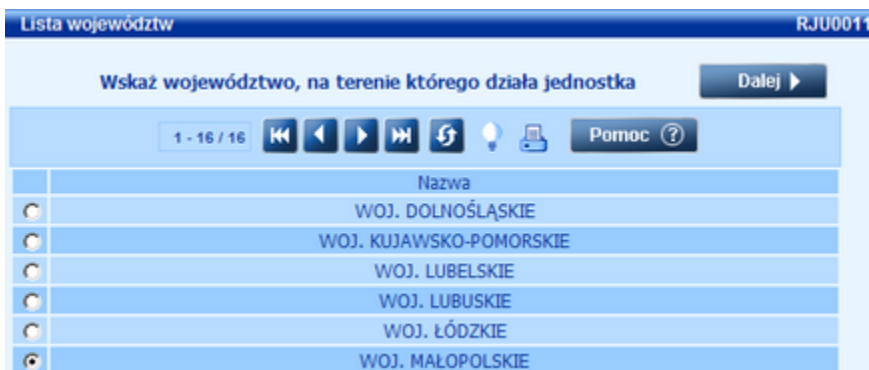 Lista województw RJU0011
Wskaż województwo, na terenie którego działa jednostka Dalej
1 - 16 / 16 Pomoc ?
Nazwa
WOJ. DOLNOŚLĄSKIE
WOJ. KUJAWSKO-POMORSKIE
WOJ. LUBELSKIE
WOJ. LUBUSKIE
WOJ. ŁÓDZKIE
WOJ. MAŁOPOLSKIE